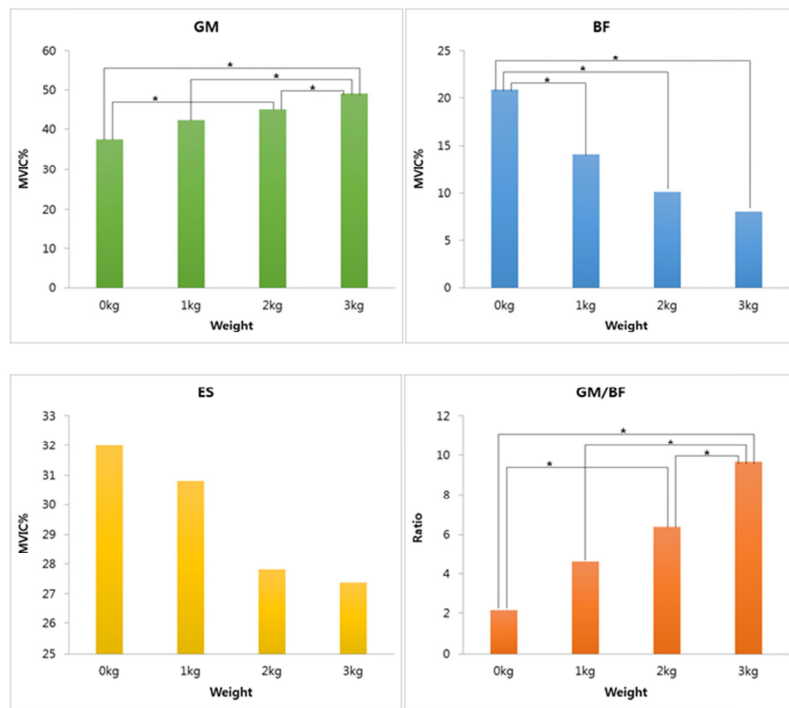 GM
60
50
40
30
20
10
0
MVIC%
* * * *
0kg 1kg 2kg 3kg
Weight
BF
25
20
15
10
5
0
MVIC%
* * *
0kg 1kg 2kg 3kg
Weight
ES
33
32
31
30
29
28
27
26
25
MVIC%
0kg 1kg 2kg 3kg
Weight
GM/BF
12
10
8
6
4
2
0
Ratio
* * * *
0kg 1kg 2kg 3kg
Weight